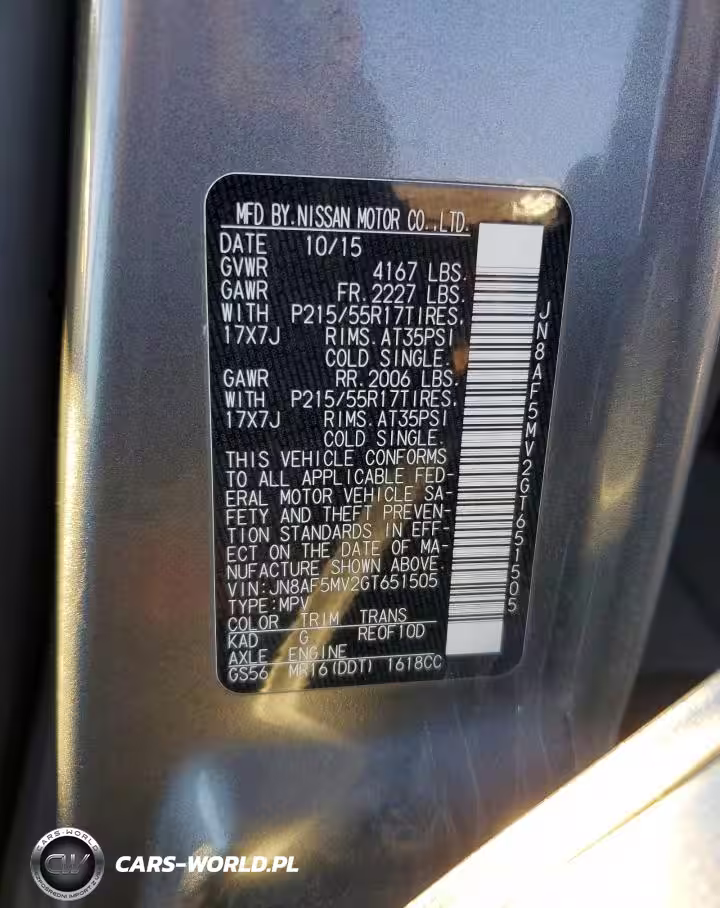 MFD BY.NISSAN MOTOR CO.,LTD.
DATE 10/15
GVWR 4167 LBS.
GAWR FR.2227 LBS.
WITH P215/55R17TIRES.
17X7J RIMS.AT35PSI
COLD SINGLE.
GAWR RR.2006 LBS.
WITH P215/55R17TIRES.
17X7J RIMS.AT35PSI
COLD SINGLE.
THIS VEHICLE CONFORMS
TO ALL APPLICABLE FED-
ERAL MOTOR VEHICLE SA-
FETY AND THEFT PREVEN-
TION STANDARDS IN EFF-
ECT ON THE DATE OF MA-
NUFACTURE SHOWN ABOVE.
VIN:JN8AF5MV2GT651505
TYPE:MPV
COLOR TRIM TRANS
KAD G REOF10D
AXLE ENGINE
GS56 MR16(DDT) 1618CC
JN8AF5MV2GT651505
CARS-WORLD
CW
CARS-WORLD.PL